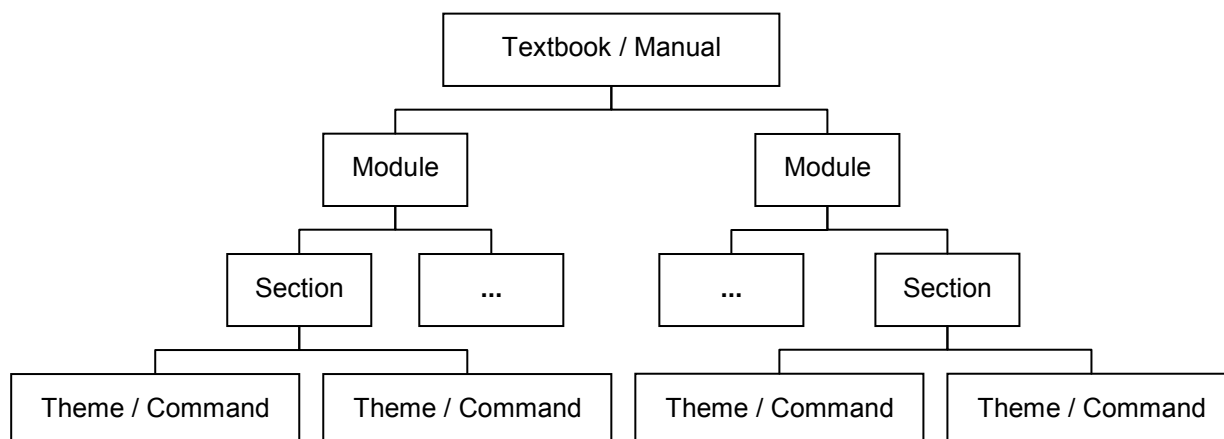 Textbook / Manual
Module
Module
Section
...
...
Section
Theme / Command
Theme / Command
Theme / Command
Theme / Command